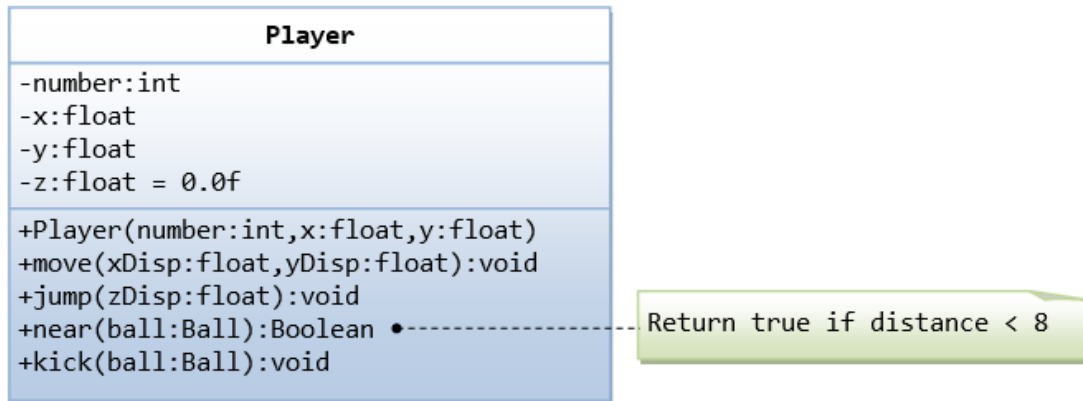 Player
-number:int
-x:float
-y:float
-z:float = 0.0f
+Player(number:int,x:float,y:float)
+move(xDisp:float,yDisp:float):void
+jump(zDisp:float):void
+near(ball:Ball):Boolean
Return true if distance < 8
+kick(ball:Ball):void